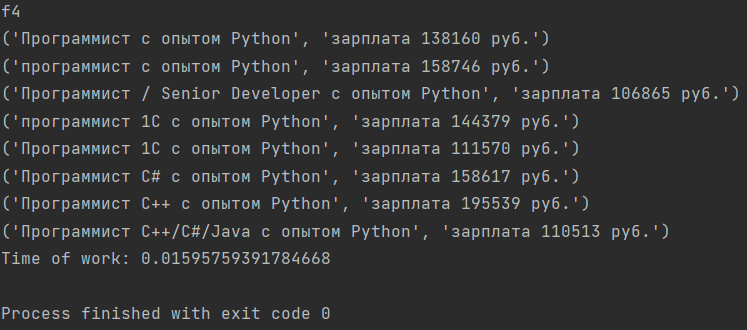 f4
('Программист с опытом Python', 'зарплата 138160 руб.')
('программист с опытом Python', 'зарплата 158746 руб.')
('Программист / Senior Developer с опытом Python', 'зарплата 106865 руб.')
('программист 1С с опытом Python', 'зарплата 144379 руб.')
('Программист 1С с опытом Python', 'зарплата 111570 руб.')
('Программист C# с опытом Python', 'зарплата 158617 руб.')
('Программист C++ с опытом Python', 'зарплата 195539 руб.')
('Программист C++/C#/Java с опытом Python', 'зарплата 110513 руб.')
Time of work: 0.01595759391784668
Process finished with exit code 0